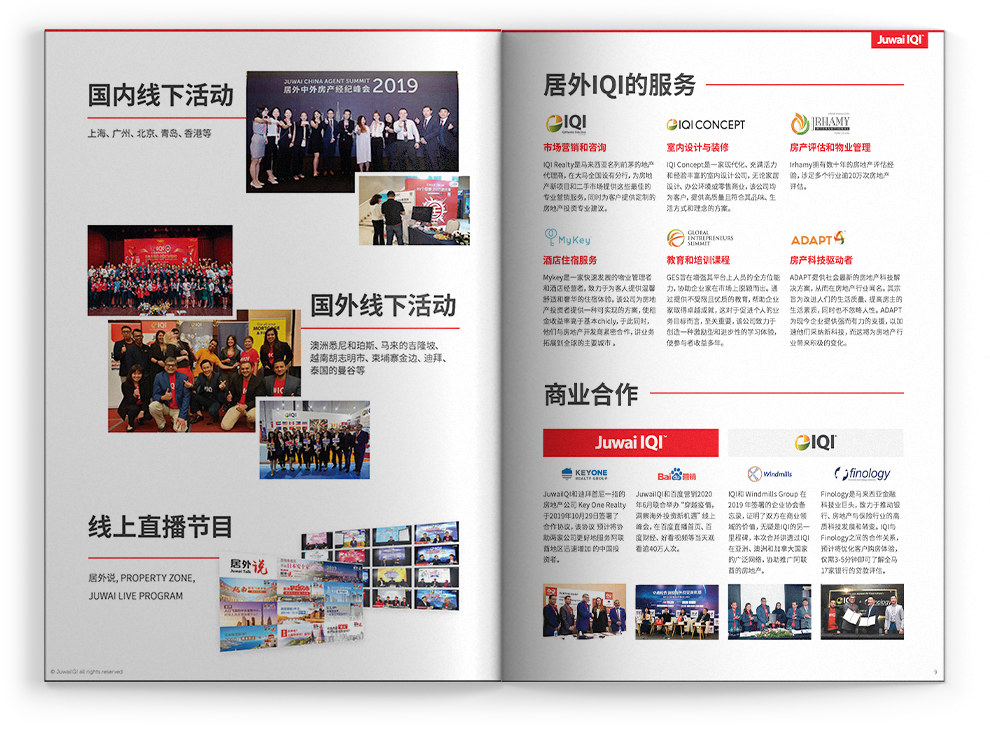 国内线下活动
上海、广州、北京、青岛、香港等
JUWAI CHINA AGENT SUMMIT
居外中外房产经纪峰会 2019
IQI
国外线下活动
澳洲悉尼和珀斯、马来的吉隆坡、
越南胡志明市、柬埔寨金边、迪拜、
泰国的曼谷等
IQI
线上直播节目
居外说, PROPERTY ZONE,
JUWAI LIVE PROGRAM
居外说
Juwai Talk
© Juwai IQI all rights reserved
Juwai IQI
居外IQI的服务
IQI
市场营销和咨询
IQI Realty是马来西亚名列前茅的地产
代理商，在大马全国设有分行，为房地
产新项目和二手市场提供这些最佳的
专业营销服务，同时为客户提供定制的
房地产投资专业建议。
IQI CONCEPT
室内设计与装修
IQI Concept是一家现代化、充满活力
和经验丰富的室内设计公司，无论家居
设计、办公环境或零售商业，该公司均
为客户，提供高质量且符合其品味、生
活方式和理念的方案。
IRHAMY
INTERNATIONAL
房产评估和物业管理
Irhamy拥有数十年的房地产评估经
验，涉足多个行业逾20万次房地产
评估。
MyKey
酒店住宿服务
Mykey是一家快速发展的物业管理者
和酒店经营者，致力于为客人提供温馨
舒适和奢华的住宿体验。该公司为房地
产投资者提供一种可实现的方案，使租
金收益率高于基本chicly，于此同时，
他们与房地产开发商紧密合作，讲业务
拓展到全球的主要城市。
GLOBAL
ENTREPRENEURS
SUMMIT
教育和培训课程
GES旨在增强其平台上人员的全方位能
力，协助企业家在市场上脱颖而出。通
过提供不受限且优质的教育，帮助企业
家取得卓越成就，这对于促进个人的业
务目标而言，至关重要，该公司致力于
创造一种激励性和进步性的学习体验，
使参与者收益多年。
ADAPT
房产科技驱动者
ADAPT提供社会最新的房地产科技解
决方案，从而在房地产行业闻名。其宗
旨为改进人们的生活质量，提高房主的
生活素质，同时也不忽略人性。ADAPT
为现今企业提供强而有力的支援，以加
速他们采纳新科技，而这将为房地产行
业带来积极的变化。
商业合作
Juwai IQI
IQI
KEYONE
REALTY GROUP
JuwaiIQI和迪拜首屈一指的
房地产公司 Key One Realty
于2019年10月29日签署了
合作协议，该协议 预计将协
助两家公司更好地服务阿联
酋地区迅速增加 的中国投
资者。
Bai 营销
JuwaiIQI和百度营销2020
年6月联合举办 “穿越疫情，
洞察海外投资新机遇” 线上
峰会，在百度直播首页、百
度财经、好看视频等当天观
看逾40万人次。
Windmills
IQI和 Windmills Group 在
2019 年签署的企业协会备
忘录，证明了双方在商业领
域的价值，无疑是IQI的另一
里程碑，本次合并讲透过IQI
在亚洲、澳洲和加拿大国家
的广泛网络，协助推广阿联
酋的房地产。
finology
Finology是马来西亚金融
科技业巨头，致力于推动银
行、房地产与保险行业的高
质科技发展和转变。IQI与
Finology之间的合作关系，
预计将优化客户购房体验，
仅需3-5分钟即可了解全马
17家银行的贷款评估。
9